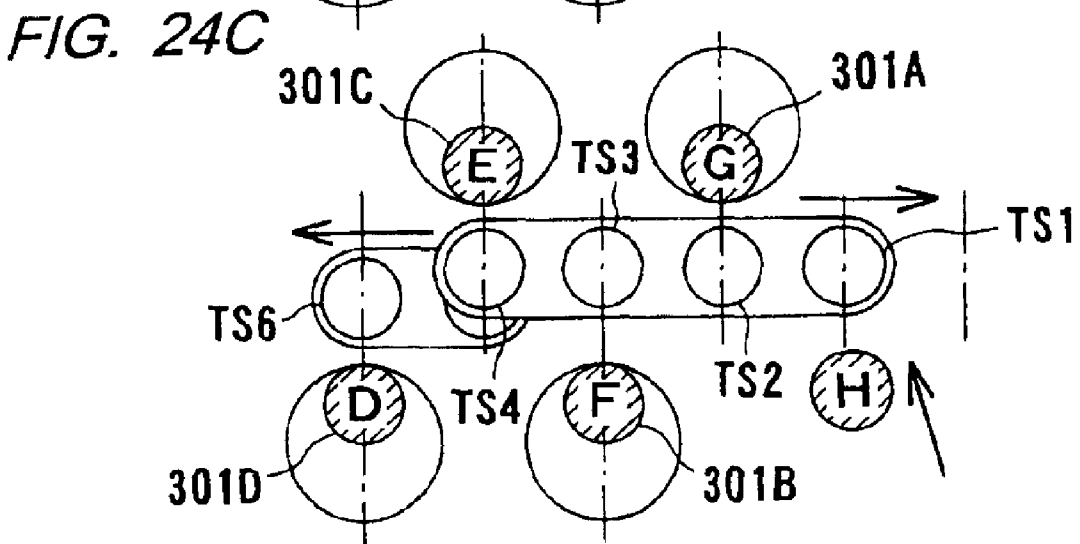 FIG. 24C
301C
301A
E
TS3
G
TS1
TS6
TS4
TS2
D
F
H
301D
301B